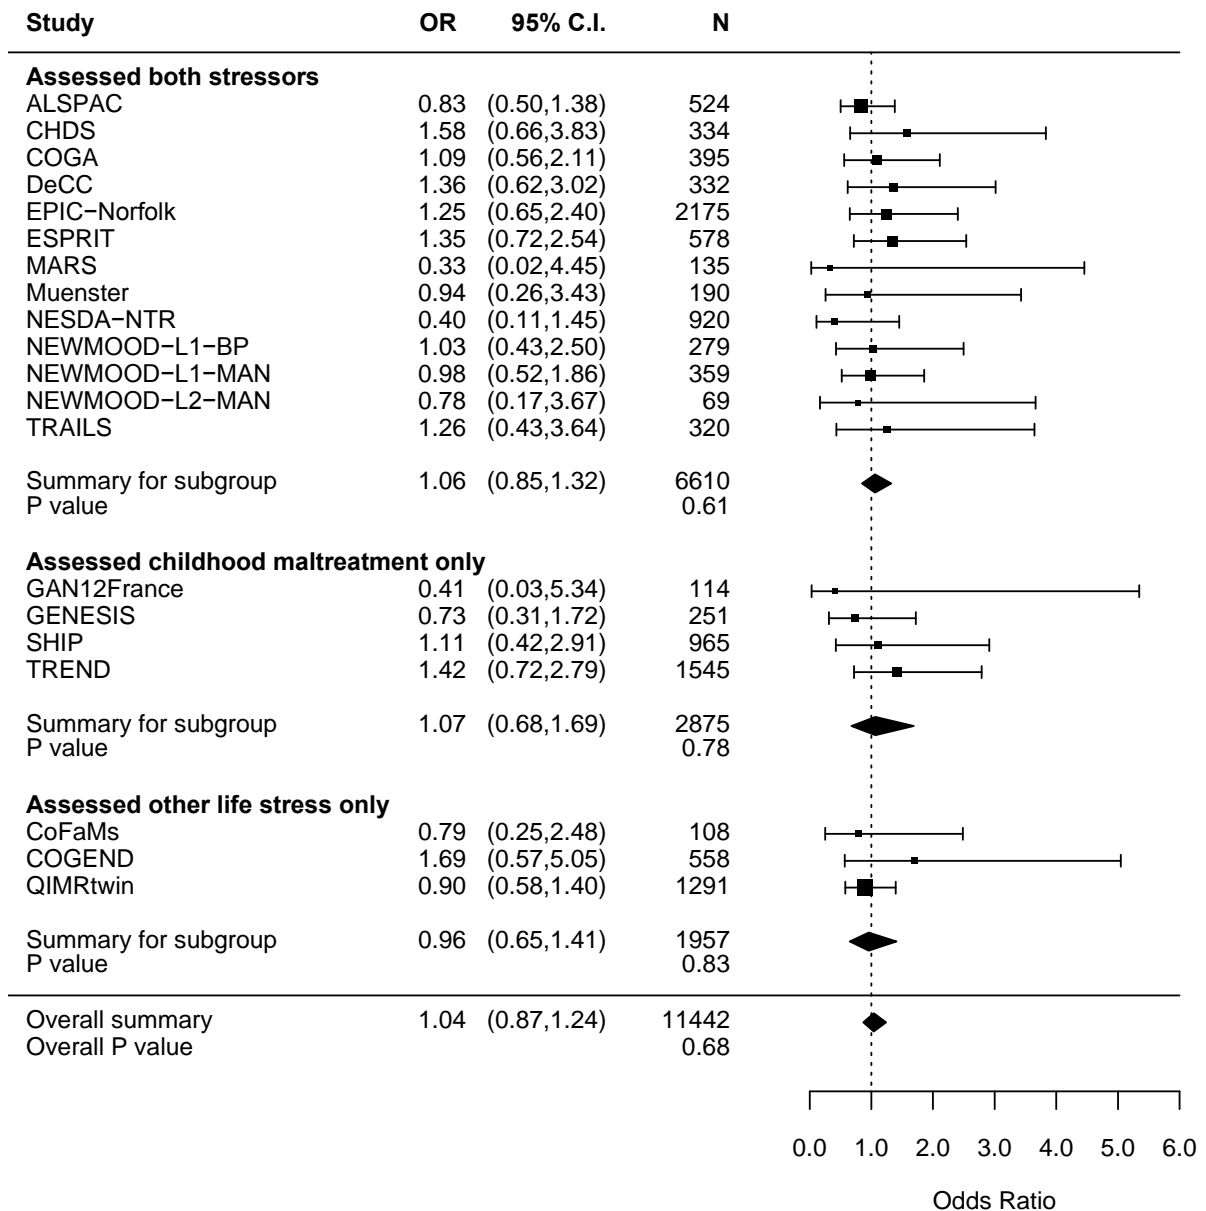 Study OR 95% C.I. N
Assessed both stressors
ALSPAC 0.83 (0.50,1.38) 524
CHDS 1.58 (0.66,3.83) 334
COGA 1.09 (0.56,2.11) 395
DeCC 1.36 (0.62,3.02) 332
EPIC−Norfolk 1.25 (0.65,2.40) 2175
ESPRIT 1.35 (0.72,2.54) 578
MARS 0.33 (0.02,4.45) 135
Muenster 0.94 (0.26,3.43) 190
NESDA−NTR 0.40 (0.11,1.45) 920
NEWMOOD−L1−BP 1.03 (0.43,2.50) 279
NEWMOOD−L1−MAN 0.98 (0.52,1.86) 359
NEWMOOD−L2−MAN 0.78 (0.17,3.67) 69
TRAILS 1.26 (0.43,3.64) 320
Summary for subgroup 1.06 (0.85,1.32) 6610
P value 0.61
Assessed childhood maltreatment only
GAN12France 0.41 (0.03,5.34) 114
GENESIS 0.73 (0.31,1.72) 251
SHIP 1.11 (0.42,2.91) 965
TREND 1.42 (0.72,2.79) 1545
Summary for subgroup 1.07 (0.68,1.69) 2875
P value 0.78
Assessed other life stress only
CoFaMs 0.79 (0.25,2.48) 108
COGEND 1.69 (0.57,5.05) 558
QIMRtwin 0.90 (0.58,1.40) 1291
Summary for subgroup 0.96 (0.65,1.41) 1957
P value 0.83
Overall summary 1.04 (0.87,1.24) 11442
Overall P value 0.68
0.0 1.0 2.0 3.0 4.0 5.0 6.0
Odds Ratio